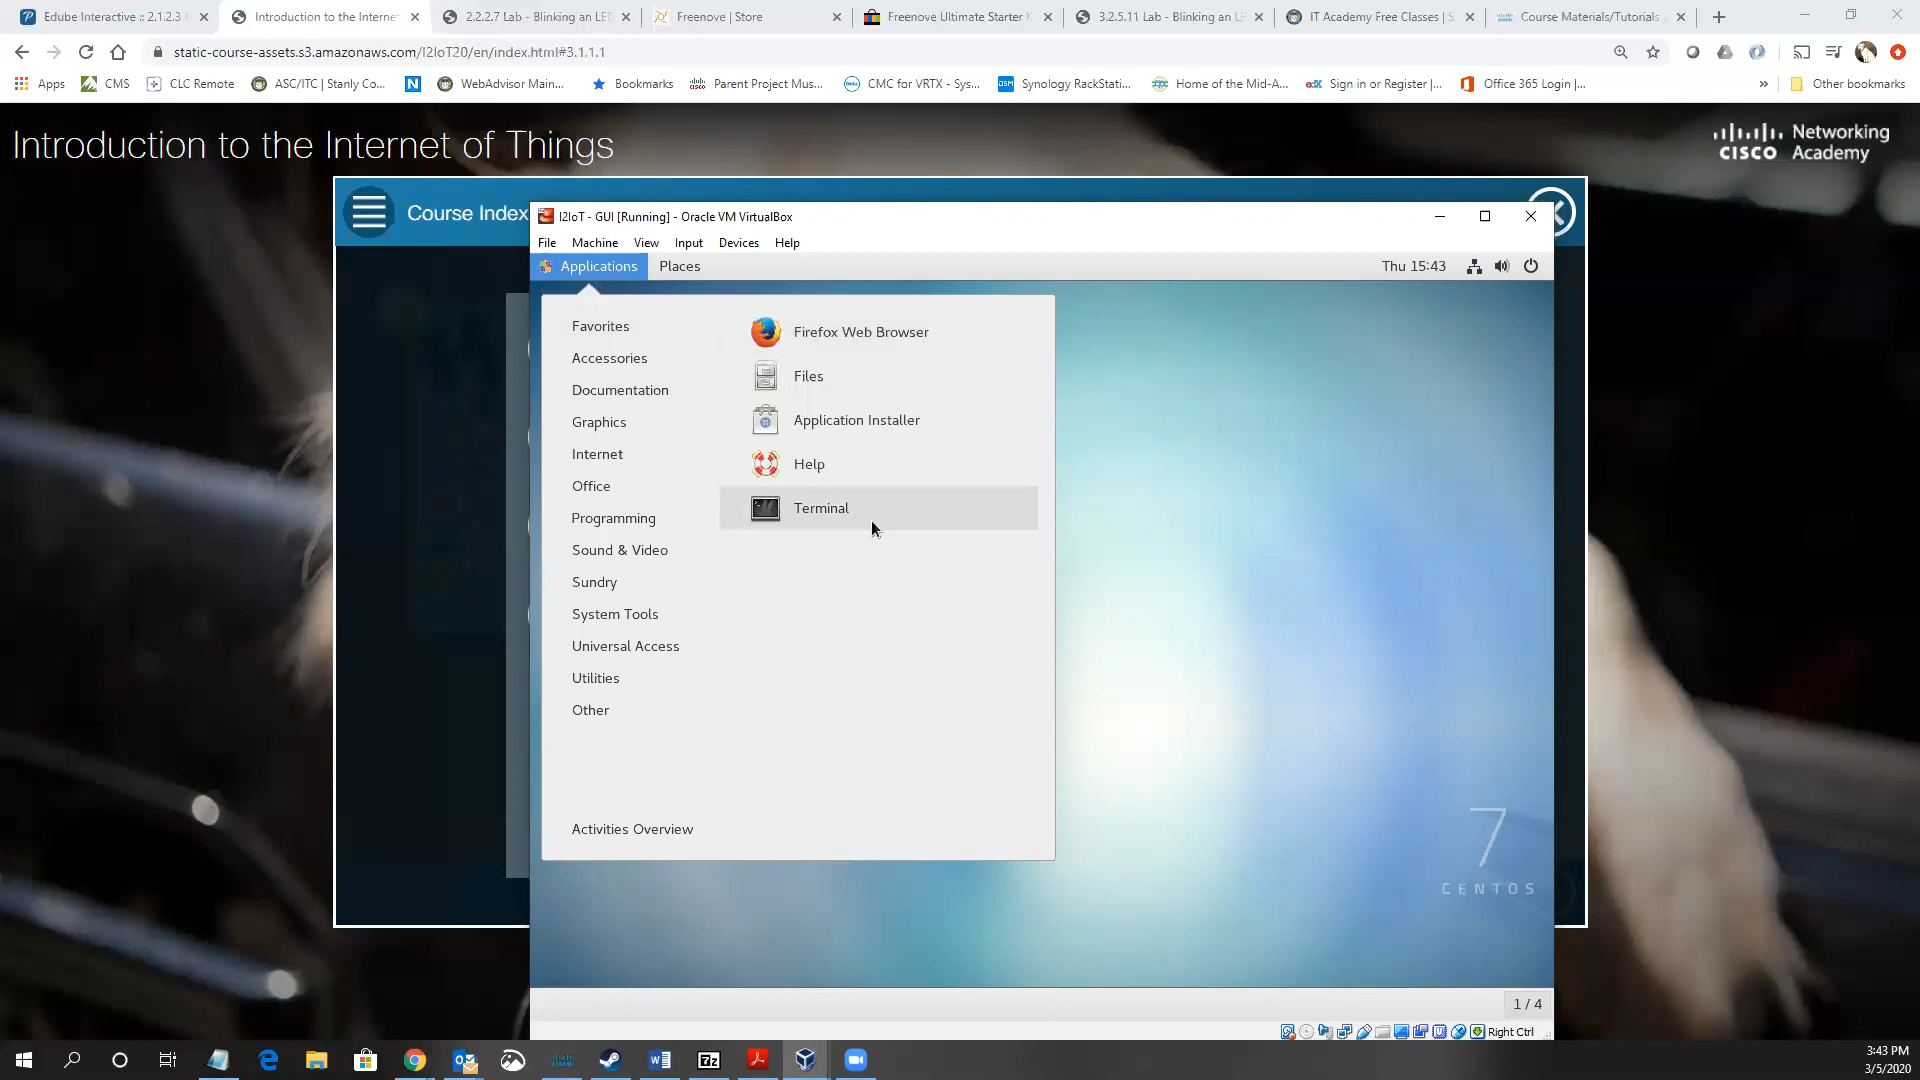 Edube Interactive :: 2.1.2.3
Introduction to the Internet
2.2.2.7 Lab - Blinking an LED
Freenove | Store
Freenove Ultimate Starter K
3.2.5.11 Lab - Blinking an LE
IT Academy Free Classes | S
Course Materials/Tutorials
static-course-assets.s3.amazonaws.com/I2IoT20/en/index.html#3.1.1.1
Apps
CMS
CLC Remote
ASC/ITC | Stanly Co...
N
WebAdvisor Main...
Bookmarks
Parent Project Mus...
CMC for VRTX - Sys...
Synology RackStati...
Home of the Mid-A...
Sign in or Register |...
Office 365 Login |...
»
Other bookmarks
Introduction to the Internet of Things
CISCO
Networking
Academy
Course Index
I2IoT - GUI [Running] - Oracle VM VirtualBox
File Machine View Input Devices Help
Applications Places
Thu 15:43
Favorites
Accessories
Documentation
Graphics
Internet
Office
Programming
Sound & Video
Sundry
System Tools
Universal Access
Utilities
Other
Activities Overview
Firefox Web Browser
Files
Application Installer
Help
Terminal
7
CENTOS
1 / 4
Right Ctrl
3:43 PM
3/5/2020